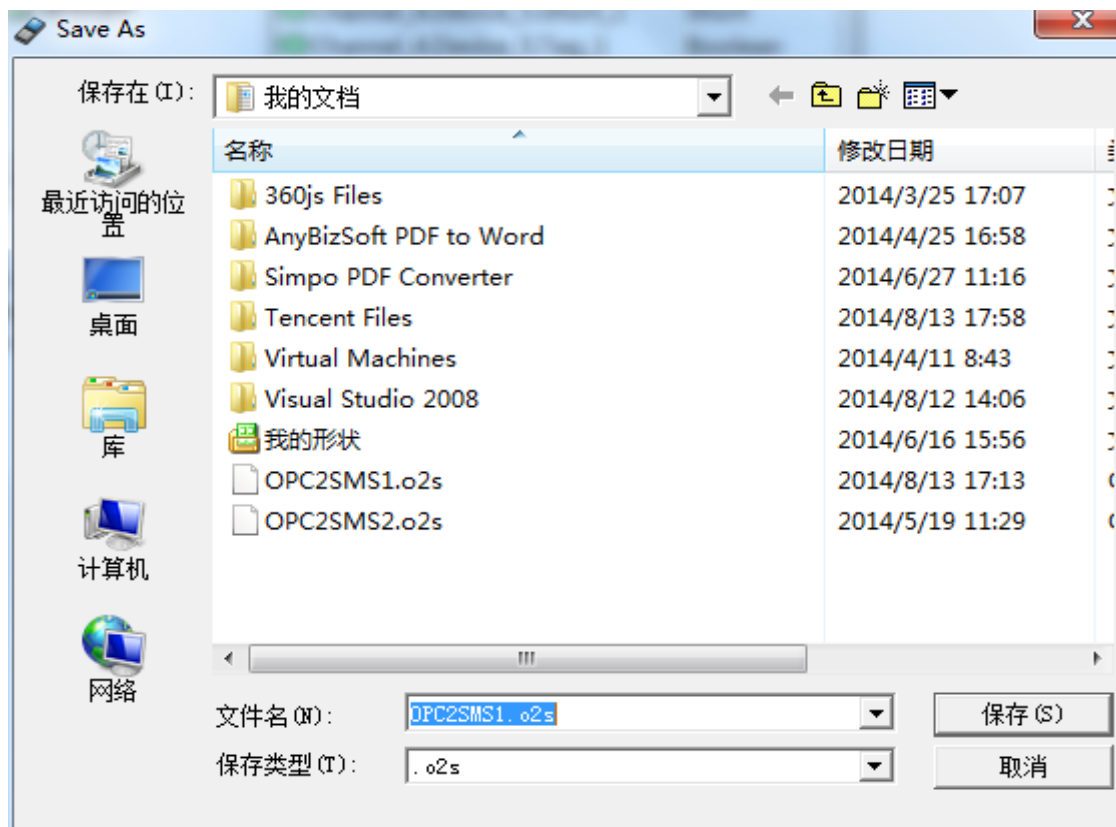 Save As
保存在(I):
我的文档
名称
修改日期
最近访问的位
置
桌面
库
计算机
网络
360js Files
2014/3/25 17:07
AnyBizSoft PDF to Word
2014/4/25 16:58
Simpo PDF Converter
2014/6/27 11:16
Tencent Files
2014/8/13 17:58
Virtual Machines
2014/4/11 8:43
Visual Studio 2008
2014/8/12 14:06
我的形状
2014/6/16 15:56
OPC2SMS1.o2s
2014/8/13 17:13
OPC2SMS2.o2s
2014/5/19 11:29
文件名(N):
OPC2SMS1.o2s
保存(S)
保存类型(T):
.o2s
取消